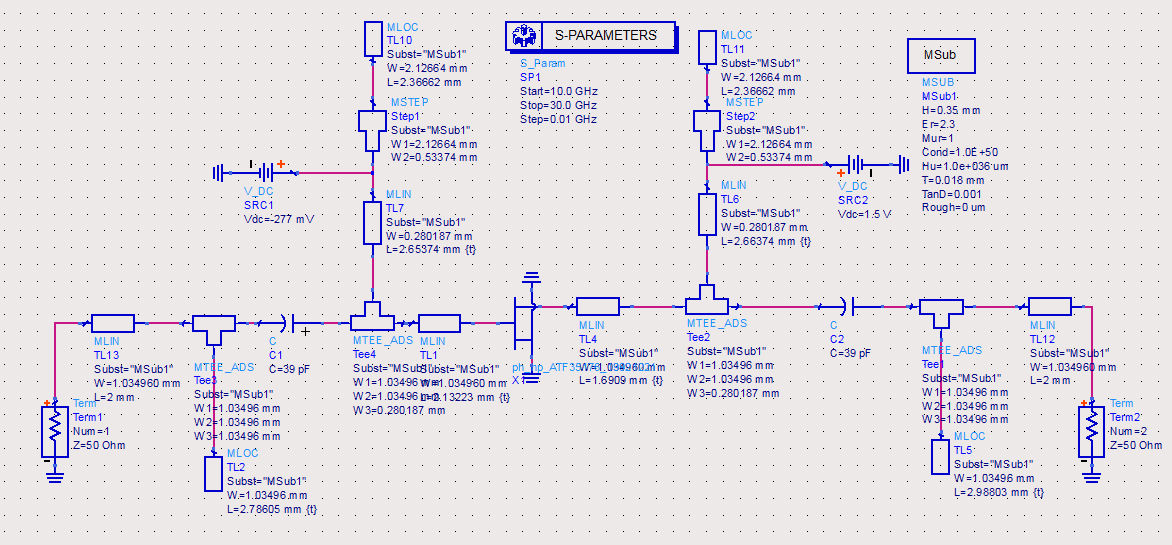 MLOC
TL10
Subst="MSub1"
W=2.12664 mm
L=2.36662 mm
S-PARAMETERS
S_Param
SP1
Start=10.0 GHz
Stop=30.0 GHz
Step=0.01 GHz
MLOC
TL11
Subst="MSub1"
W=2.12664 mm
L=2.36662 mm
MSub
MSUB
MSub1
H=0.35 mm
Er=2.3
Mur=1
Cond=1.0E+50
Hu=1.0e+036 um
T=0.018 mm
TanD=0.001
Rough=0 um
MSTEP
Step1
Subst="MSub1"
W1=2.12664 mm
W2=0.53374 mm
MSTEP
Step2
Subst="MSub1"
W1=2.12664 mm
W2=0.53374 mm
V_DC
SRC1
Vdc=-277 mV
MLIN
TL7
Subst="MSub1"
W=0.280187 mm
L=2.65374 mm {t}
MLIN
TL6
Subst="MSub1"
W=0.280187 mm
L=2.66374 mm {t}
V_DC
SRC2
Vdc=1.5 V
MLIN
TL13
Subst="MSub1"
W=1.034960 mm
L=2 mm
MTEE_ADS
Tee3
Subst="MSub1"
W1=1.03496 mm
W2=1.03496 mm
W3=1.03496 mm
C
C1
C=39 pF
MTEE_ADS
Tee4
Subst="MSub1"
W1=1.03496 mm
W2=1.03496 mm
W3=0.280187 mm
MLIN
TL1
Subst="MSub1"
W=1.034960 mm
X1
MLIN
TL4
Subst="MSub1"
W=1.034960 mm
L=1.6909 mm {t}
MTEE_ADS
Tee2
Subst="MSub1"
W1=1.03496 mm
W2=1.03496 mm
W3=0.280187 mm
C
C2
C=39 pF
MTEE_ADS
Tee1
Subst="MSub1"
W1=1.03496 mm
W2=1.03496 mm
W3=1.03496 mm
MLIN
TL12
Subst="MSub1"
W=1.034960 mm
L=2 mm
Term
Term1
Num=1
Z=50 Ohm
MLOC
TL2
Subst="MSub1"
W=1.03496 mm
L=2.78605 mm {t}
MLOC
TL5
Subst="MSub1"
W=1.03496 mm
L=2.98803 mm {t}
Term
Term2
Num=2
Z=50 Ohm